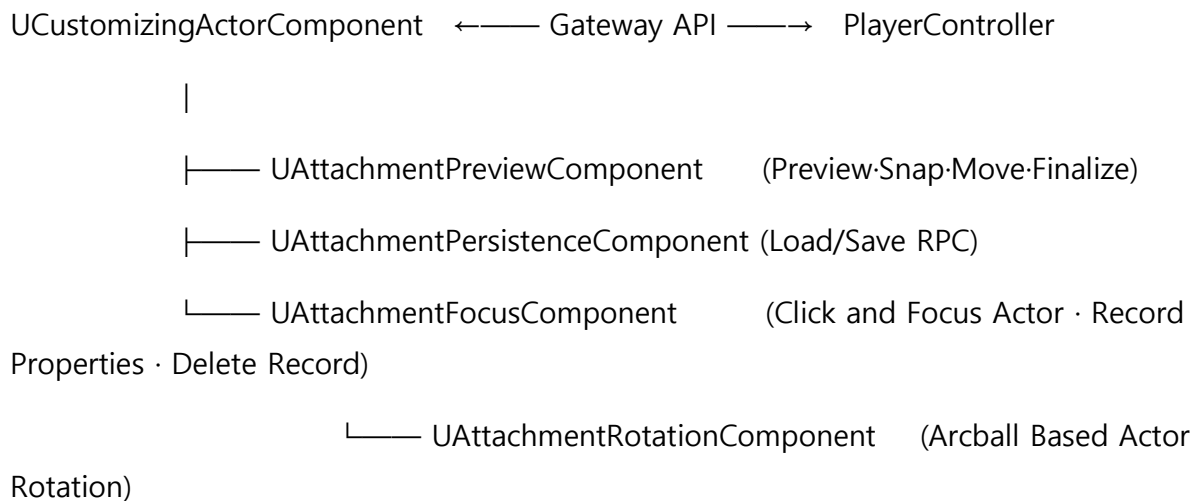 UCustomizingActorComponent ←—— Gateway API ——→ PlayerController
|
├—— UAttachmentPreviewComponent (Preview·Snap·Move·Finalize)
├—— UAttachmentPersistenceComponent (Load/Save RPC)
└—— UAttachmentFocusComponent (Click and Focus Actor · Record
Properties · Delete Record)
└—— UAttachmentRotationComponent (Arcball Based Actor
Rotation)